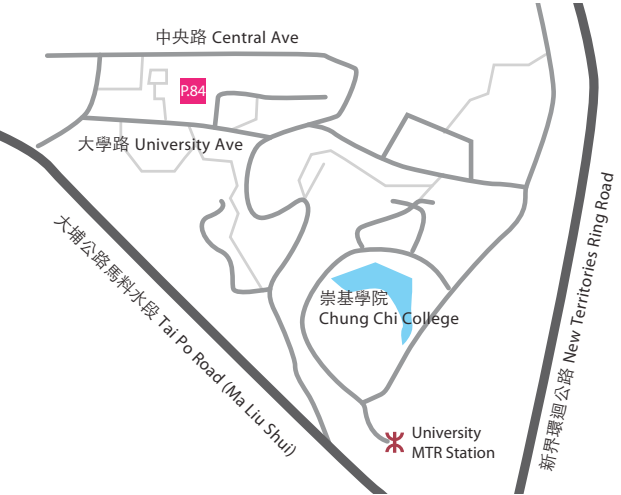 中央路 Central Ave
P.84
大學路 University Ave
大埔公路馬料水段 Tai Po Road (Ma Liu Shui)
新界環迴公路 New Territories Ring Road
崇基學院
Chung Chi College
University
MTR Station